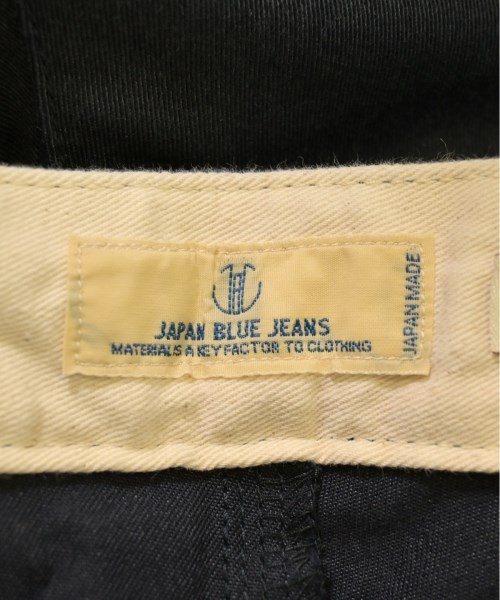 JAPAN BLUE JEANS
MATERIALS A KEY FACTOR TO CLOTHING
JAPAN MADE